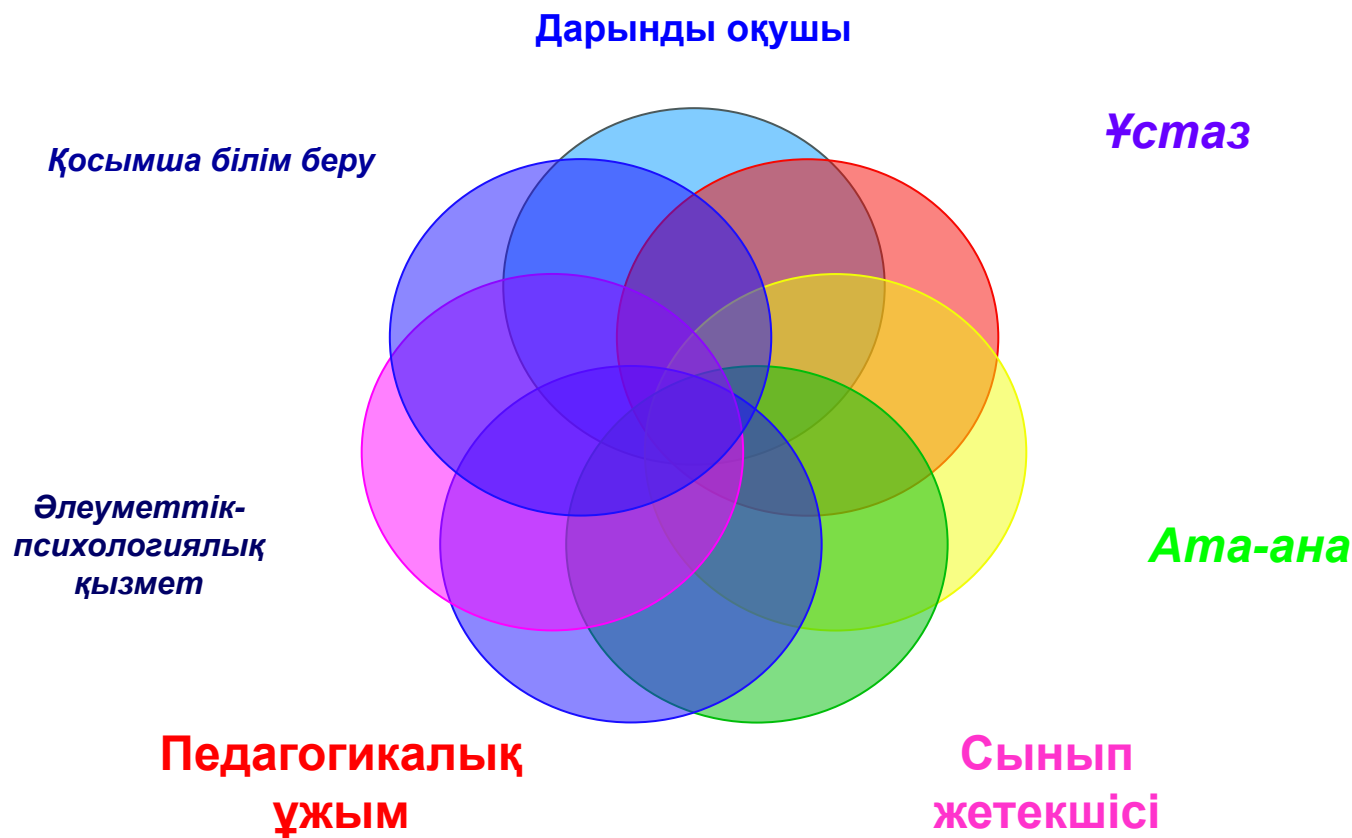 Дарынды оқушы
Ұстаз
Қосымша білім беру
Әлеуметтік-
психологиялық
қызмет
Ата-ана
Педагогикалық
ұжым
Сынып
жетекшісі